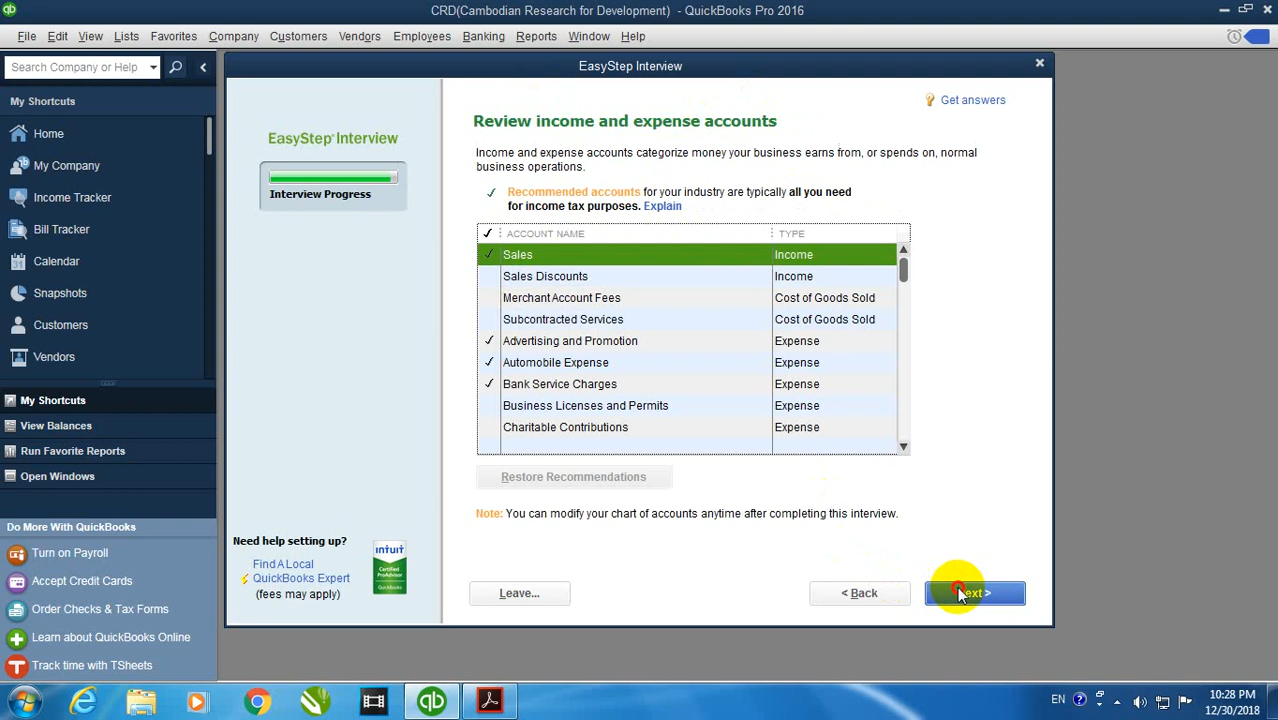 CRD(Cambodian Research for Development) - QuickBooks Pro 2016
File Edit View Lists Favorites Company Customers Vendors Employees Banking Reports Window Help
Search Company or Help
My Shortcuts
Home
My Company
Income Tracker
Bill Tracker
Calendar
Snapshots
Customers
Vendors
My Shortcuts
View Balances
Run Favorite Reports
Open Windows
Do More With QuickBooks
Turn on Payroll
Accept Credit Cards
Order Checks & Tax Forms
Learn about QuickBooks Online
Track time with TSheets
EasyStep Interview
EasyStep Interview
Interview Progress
Need help setting up?
Find A Local
QuickBooks Expert
(fees may apply)
intuit
Get answers
Review income and expense accounts
Income and expense accounts categorize money your business earns from, or spends on, normal
business operations.
Recommended accounts for your industry are typically all you need
for income tax purposes. Explain
ACCOUNT NAME TYPE
Sales Income
Sales Discounts Income
Merchant Account Fees Cost of Goods Sold
Subcontracted Services Cost of Goods Sold
Advertising and Promotion Expense
Automobile Expense Expense
Bank Service Charges Expense
Business Licenses and Permits Expense
Charitable Contributions Expense
Restore Recommendations
Note: You can modify your chart of accounts anytime after completing this interview.
Leave... < Back Next >
EN
10:28 PM
12/30/2018